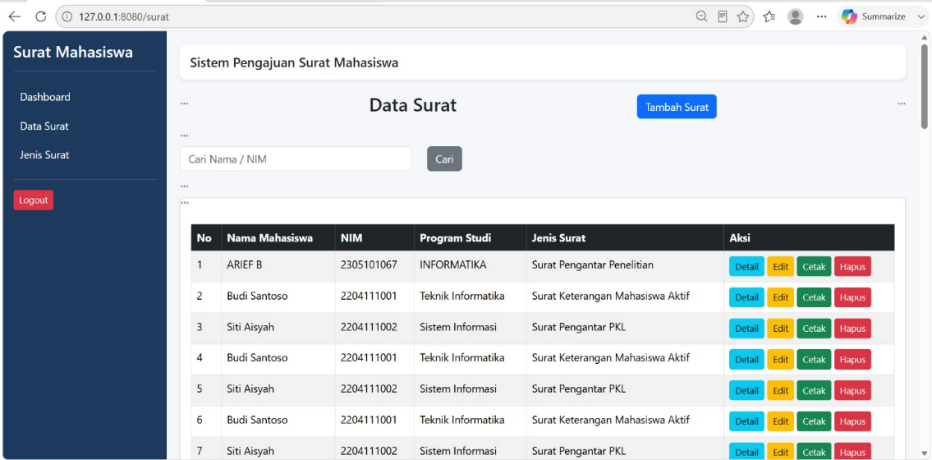 127.0.0.1:8080/surat
Summarize
Surat Mahasiswa
Dashboard
Data Surat
Jenis Surat
Logout
Sistem Pengajuan Surat Mahasiswa
```
Data Surat
Tambah Surat
```
```
Cari Nama / NIM
Cari
```
```
No Nama Mahasiswa NIM Program Studi Jenis Surat Aksi
1 ARIEF B 2305101067 INFORMATIKA Surat Pengantar Penelitian Detail Edit Cetak Hapus
2 Budi Santoso 2204111001 Teknik Informatika Surat Keterangan Mahasiswa Aktif Detail Edit Cetak Hapus
3 Siti Aisyah 2204111002 Sistem Informasi Surat Pengantar PKL Detail Edit Cetak Hapus
4 Budi Santoso 2204111001 Teknik Informatika Surat Keterangan Mahasiswa Aktif Detail Edit Cetak Hapus
5 Siti Aisyah 2204111002 Sistem Informasi Surat Pengantar PKL Detail Edit Cetak Hapus
6 Budi Santoso 2204111001 Teknik Informatika Surat Keterangan Mahasiswa Aktif Detail Edit Cetak Hapus
7 Siti Aisyah 2204111002 Sistem Informasi Surat Pengantar PKL Detail Edit Cetak Hapus